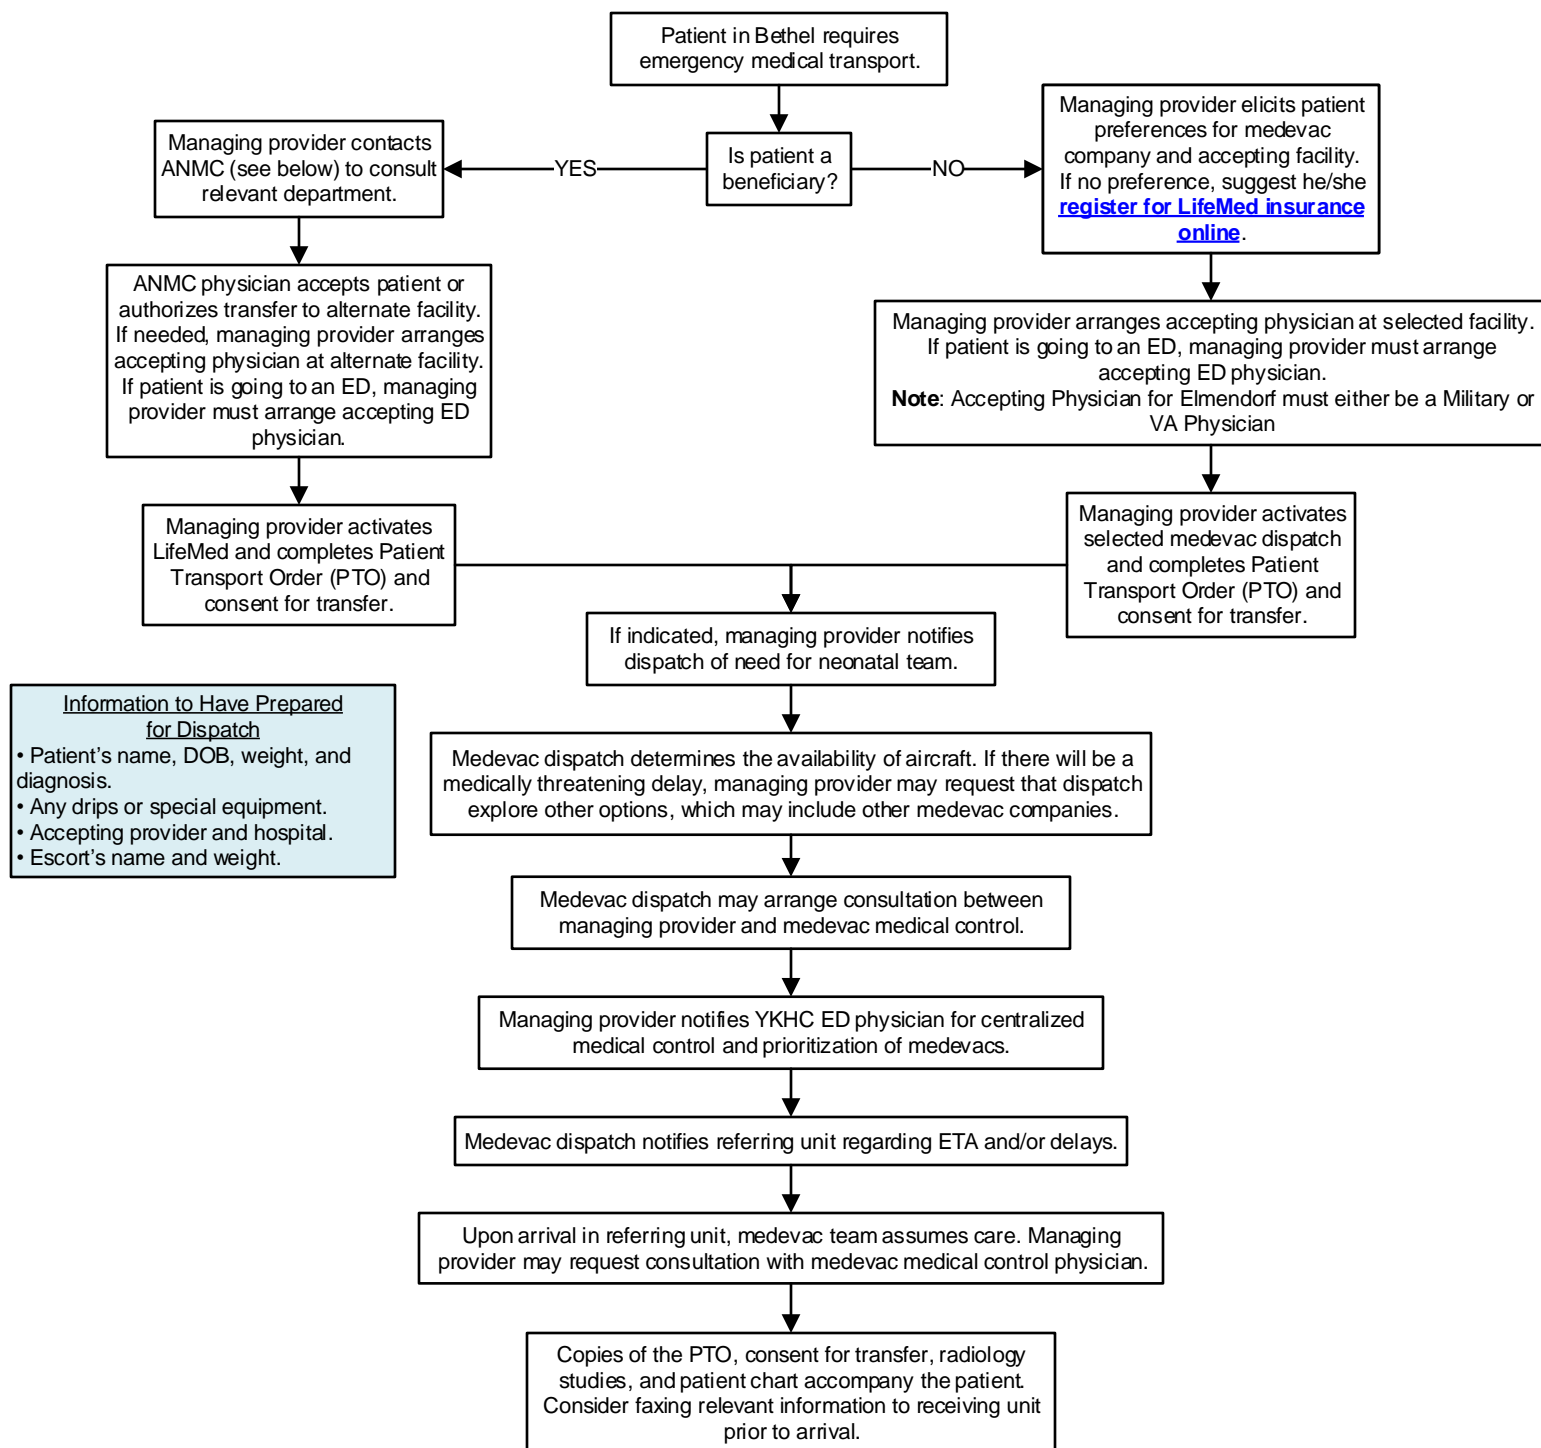 Patient in Bethel requires
emergency medical transport.
Is patient a
beneficiary?
YES
NO
Managing provider contacts
ANMC (see below) to consult
relevant department.
Managing provider elicits patient
preferences for medevac
company and accepting facility.
If no preference, suggest he/she
register for LifeMed insurance
online.
ANMC physician accepts patient or
authorizes transfer to alternate facility.
If needed, managing provider arranges
accepting physician at alternate facility.
If patient is going to an ED, managing
provider must arrange accepting ED
physician.
Managing provider arranges accepting physician at selected facility.
If patient is going to an ED, managing provider must arrange
accepting ED physician.
Note: Accepting Physician for Elmendorf must either be a Military or
VA Physician
Managing provider activates
LifeMed and completes Patient
Transport Order (PTO) and
consent for transfer.
Managing provider activates
selected medevac dispatch
and completes Patient
Transport Order (PTO) and
consent for transfer.
If indicated, managing provider notifies
dispatch of need for neonatal team.
Information to Have Prepared
for Dispatch
• Patient’s name, DOB, weight, and
diagnosis.
• Any drips or special equipment.
• Accepting provider and hospital.
• Escort’s name and weight.
Medevac dispatch determines the availability of aircraft. If there will be a
medically threatening delay, managing provider may request that dispatch
explore other options, which may include other medevac companies.
Medevac dispatch may arrange consultation between
managing provider and medevac medical control.
Managing provider notifies YKHC ED physician for centralized
medical control and prioritization of medevacs.
Medevac dispatch notifies referring unit regarding ETA and/or delays.
Upon arrival in referring unit, medevac team assumes care. Managing
provider may request consultation with medevac medical control physician.
Copies of the PTO, consent for transfer, radiology
studies, and patient chart accompany the patient.
Consider faxing relevant information to receiving unit
prior to arrival.